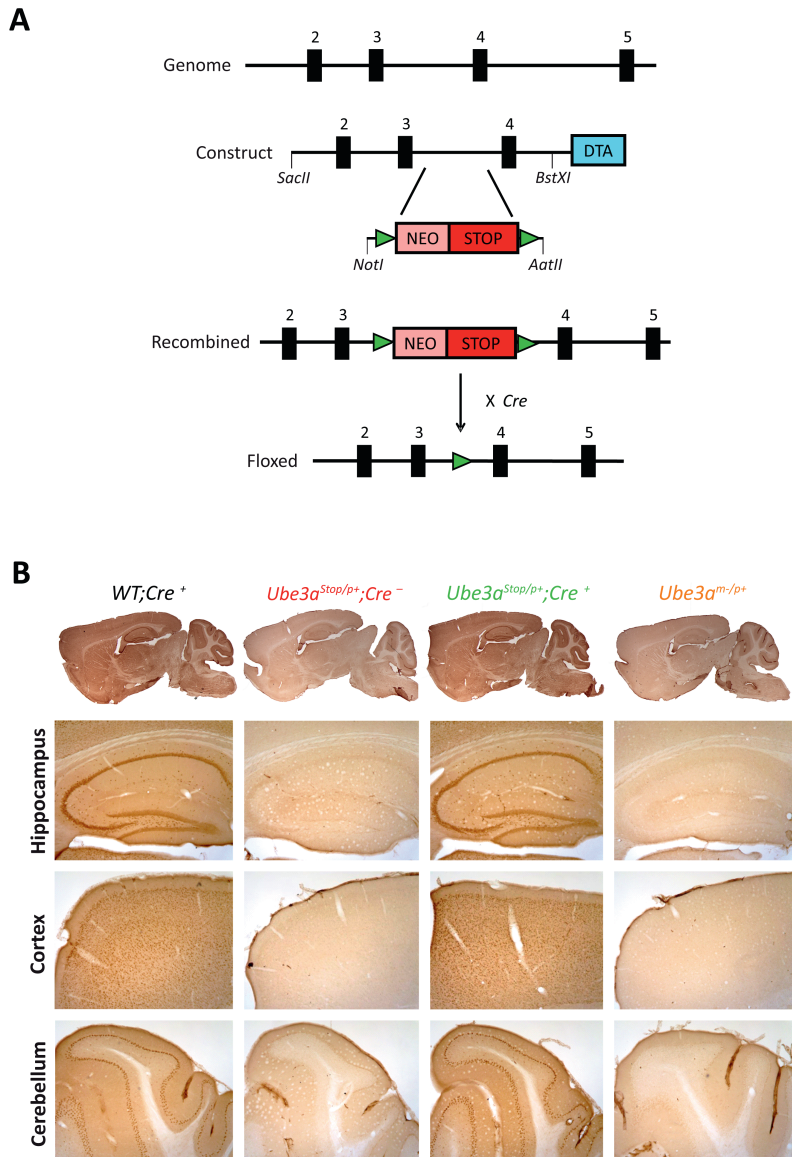 A
2 3 4 5
Genome
2 3 4
Construct DTA
SacII BstXI
NEO STOP
NotI AatII
2 3 4 5
Recombined NEO STOP
X Cre
2 3 4 5
Floxed
B
WT;Cre + Ube3aStop/p+;Cre – Ube3aStop/p+;Cre + Ube3am-/p+
Hippocampus
Cortex
Cerebellum